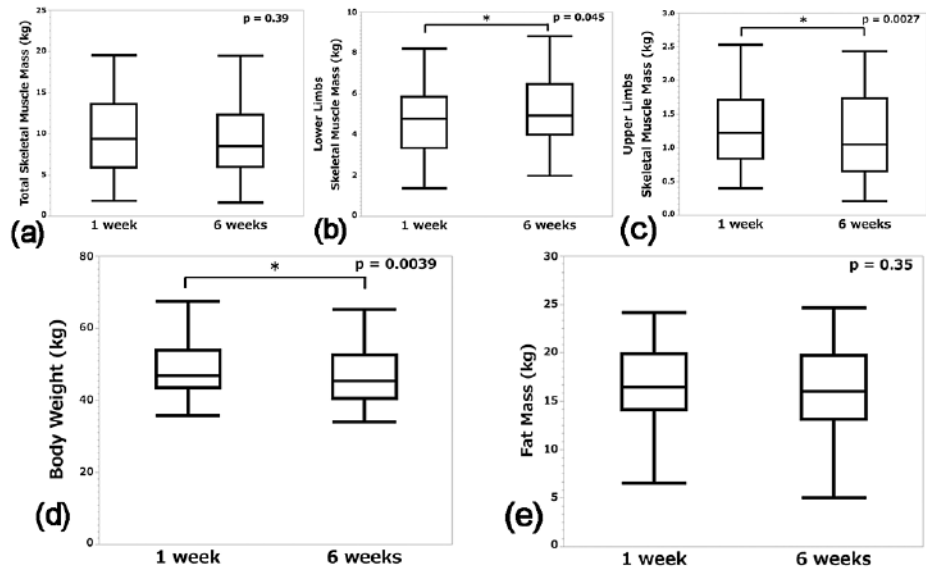 p = 0.39
Total Skeletal Muscle Mass (kg)
25
20
15
10
5
0
1 week
6 weeks
(a)
*
p = 0.045
Lower Limbs
Skeletal Muscle Mass (kg)
10
8
6
4
2
0
1 week
6 weeks
(b)
*
p = 0.0027
Upper Limbs
Skeletal Muscle Mass (kg)
3.0
2.5
2.0
1.5
1.0
0.5
0.0
1 week
6 weeks
(c)
*
p = 0.0039
Body Weight (kg)
80
60
40
20
0
1 week
6 weeks
(d)
p = 0.35
Fat Mass (kg)
30
25
20
15
10
5
0
1 week
6 weeks
(e)